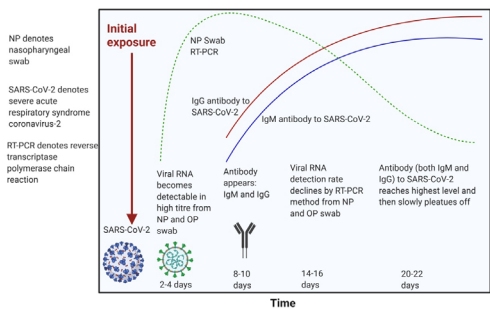 NP denotes
nasopharyngeal
swab
SARS-CoV-2 denotes
severe acute
respiratory syndrome
coronavirus-2
RT-PCR denotes reverse
transcriptase
polymerase chain
reaction
Initial
exposure
SARS-CoV-2
NP Swab
RT-PCR
IgG antibody to
SARS-CoV-2
IgM antibody to SARS-CoV-2
Viral RNA
becomes
detectable in
high titre from
NP and OP
swab
2-4 days
Antibody
appears:
IgM and IgG
8-10
days
Viral RNA
detection rate
declines by RT-PCR
method from NP
and OP swab
14-16
days
Antibody (both IgM and
IgG) to SARS-CoV-2
reaches highest level and
then slowly pleatues off
20-22
days
Time